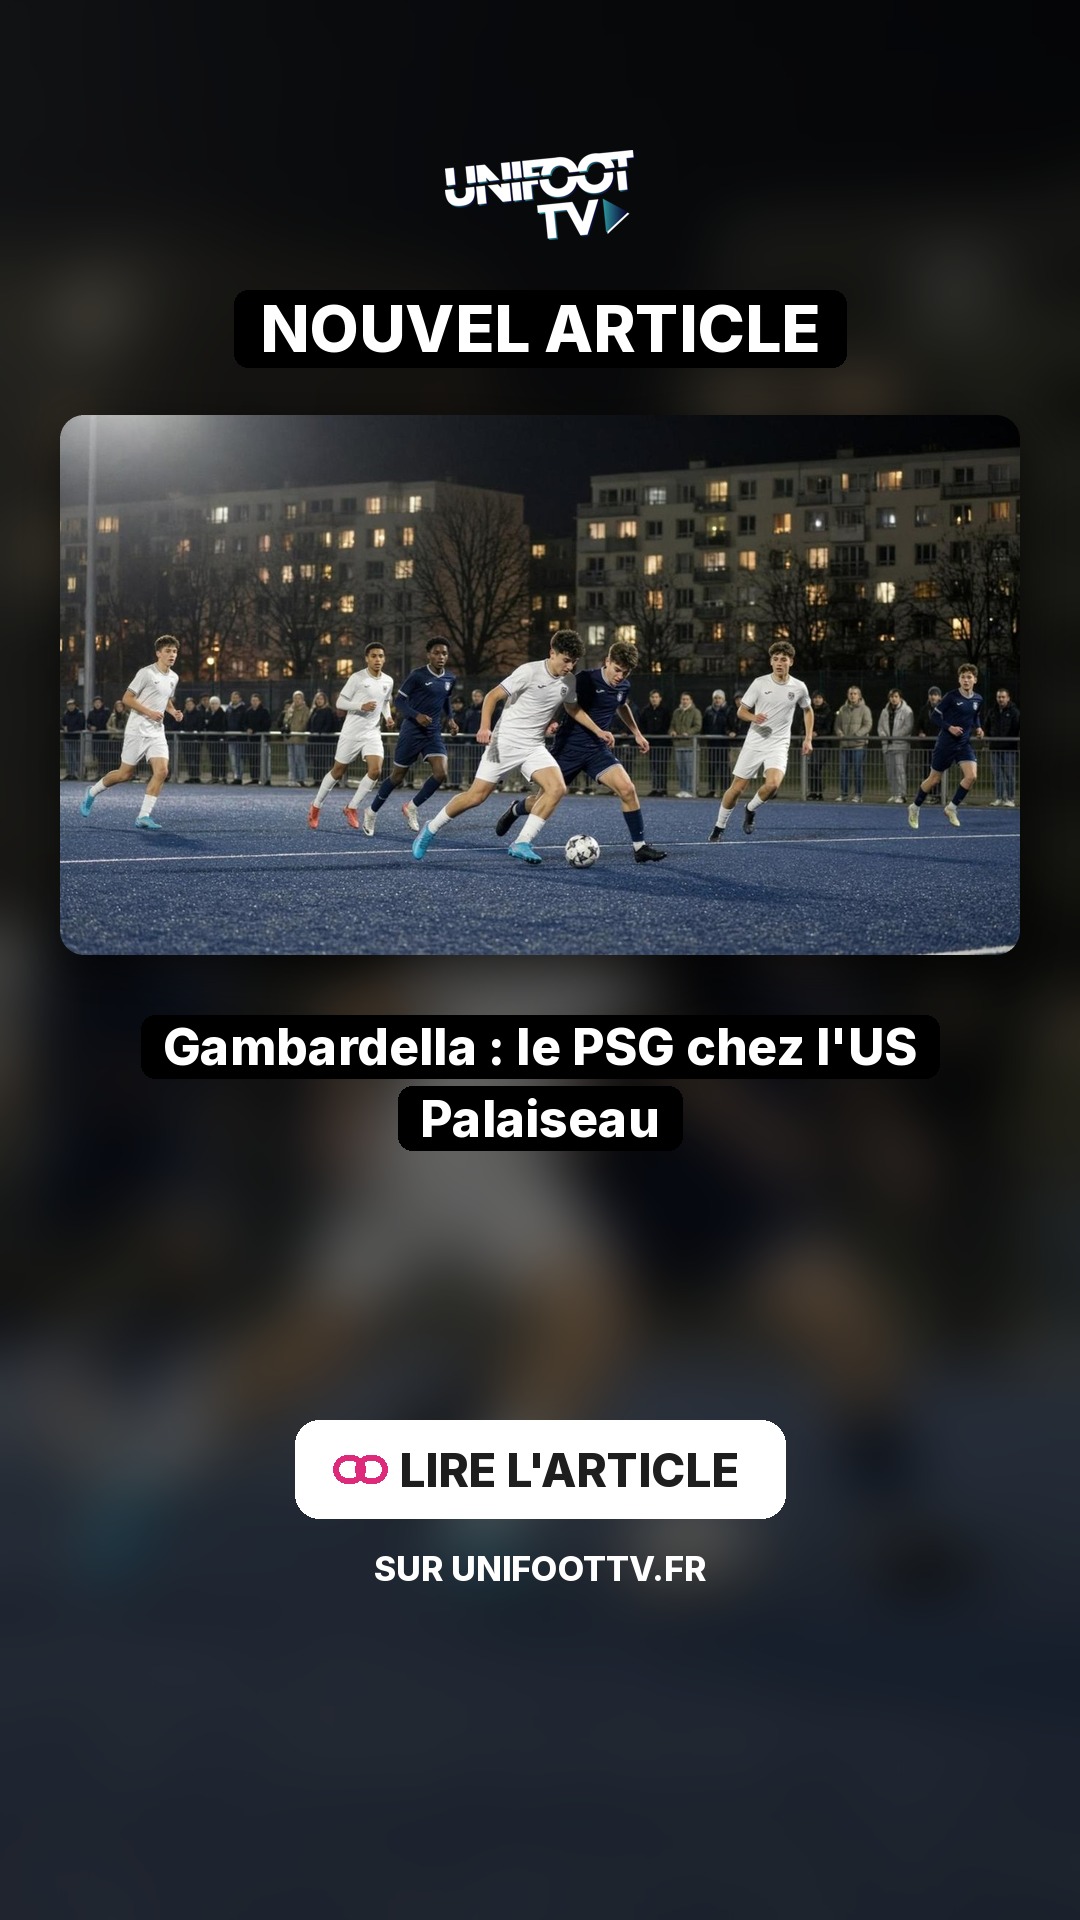 UNIFOOT
TV
NOUVEL ARTICLE
Gambardella : le PSG chez l'US
Palaiseau
LIRE L'ARTICLE
SUR UNIFOOTTV.FR